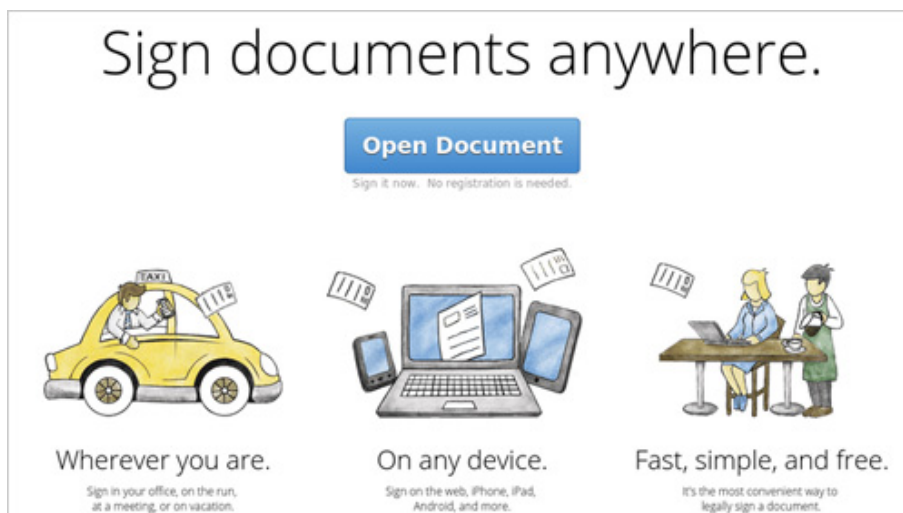 Sign documents anywhere.
Open Document
Sign it now. No registration is needed.
TAXI
Wherever you are.
On any device.
Fast, simple, and free.
Sign in your office, on the run,
at a meeting, or on vacation.
Sign on the web, iPhone, iPad,
Android, and more.
It's the most convenient way to
legally sign a document.